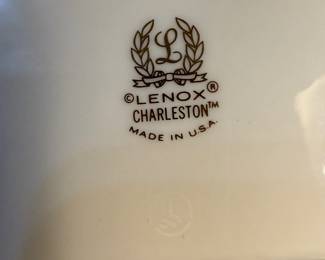 L
© LENOX ®
CHARLESTON™
MADE IN U.S.A.